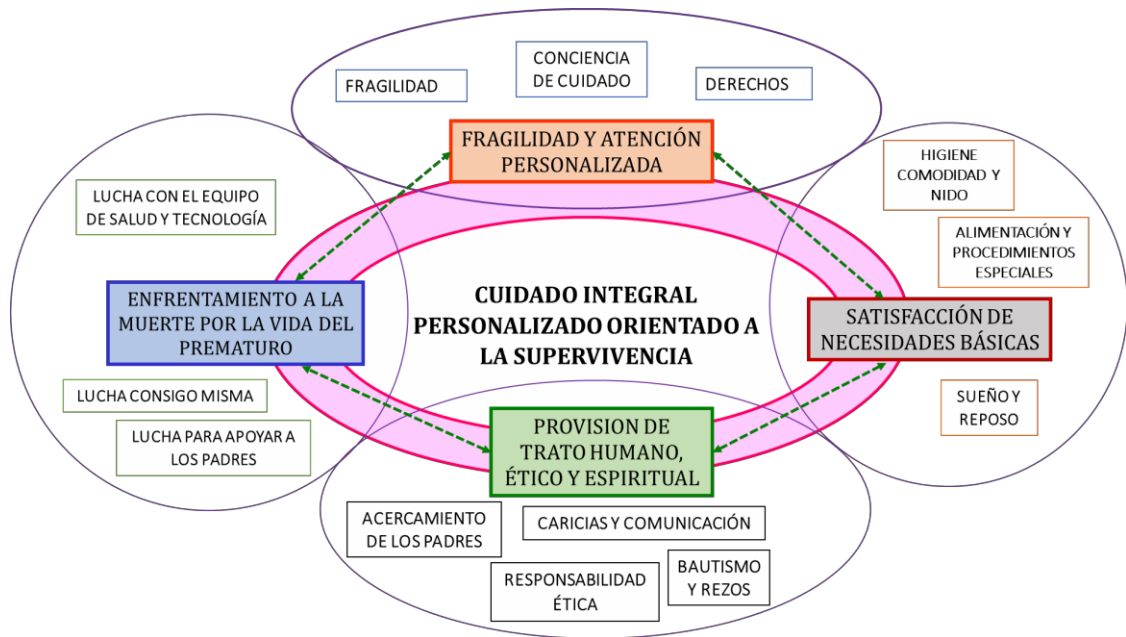 FRAGILIDAD
CONCIENCIA
DE CUIDADO
DERECHOS
FRAGILIDAD Y ATENCIÓN
PERSONALIZADA
LUCHA CON EL EQUIPO
DE SALUD Y TECNOLOGÍA
ENFRENTAMIENTO A LA
MUERTE POR LA VIDA DEL
PREMATURO
LUCHA CONSIGO MISMA
LUCHA PARA APOYAR A
LOS PADRES
CUIDADO INTEGRAL
PERSONALIZADO ORIENTADO A
LA SUPERVIVENCIA
HIGIENE
COMODIDAD Y
NIDO
ALIMENTACIÓN Y
PROCEDIMIENTOS
ESPECIALES
SATISFACCIÓN DE
NECESIDADES BÁSICAS
SUEÑO Y
REPOSO
PROVISION DE
TRATO HUMANO,
ÉTICO Y ESPIRITUAL
ACERCAMIENTO
DE LOS PADRES
CARICIAS Y COMUNICACIÓN
RESPONSABILIDAD
ÉTICA
BAUTISMO
Y REZOS